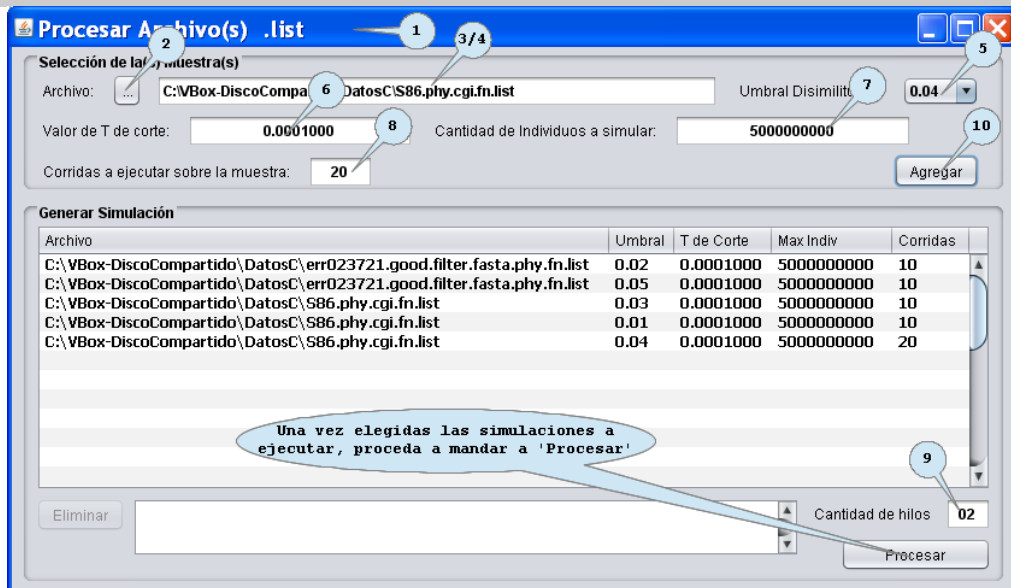 Procesar Archivo(s) .list
1
2
3/4
5
Selección de la(s) Muestra(s)
Archivo:
...
C:\VBox-DiscoCompa
6
DatosC\S86.phy.cgi.fn.list
Umbral
7
0.04
Valor de T de corte:
0.0001000
8
Cantidad de Individuos a simular:
5000000000
10
Corridas a ejecutar sobre la muestra:
20
Agregar
Generar Simulación
Archivo Umbral T de Corte Max Indiv Corridas
C:\VBox-DiscoCompartido\DatosC\err023721.good.filter.fasta.phy.fn.list 0.02 0.0001000 5000000000 10
C:\VBox-DiscoCompartido\DatosC\err023721.good.filter.fasta.phy.fn.list 0.05 0.0001000 5000000000 10
C:\VBox-DiscoCompartido\DatosC\S86.phy.cgi.fn.list 0.03 0.0001000 5000000000 10
C:\VBox-DiscoCompartido\DatosC\S86.phy.cgi.fn.list 0.01 0.0001000 5000000000 10
C:\VBox-DiscoCompartido\DatosC\S86.phy.cgi.fn.list 0.04 0.0001000 5000000000 20
Una vez elegidas las simulaciones a
ejecutar, proceda a mandar a 'Procesar'
9
Eliminar
Cantidad de hilos
02
Procesar